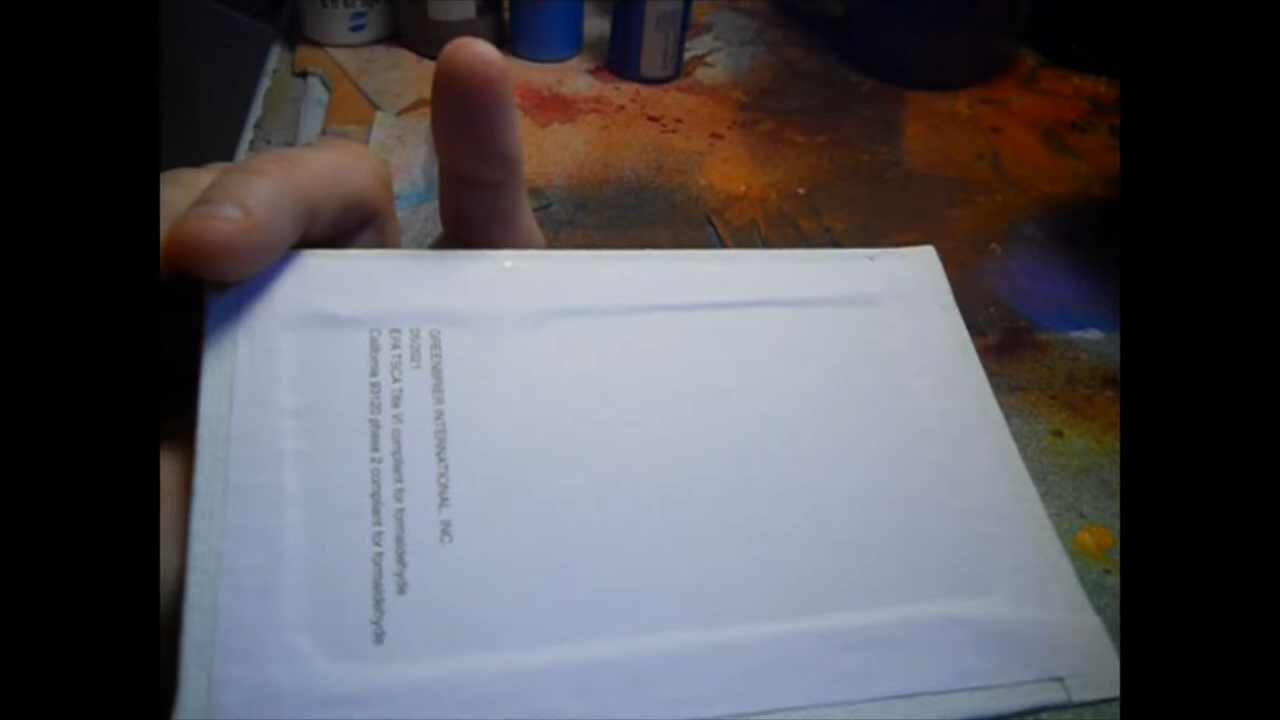 GREENBRIER INTERNATIONAL, INC.
05/2021
EPA TSCA Title VI compliant for formaldehyde
California 93120 phase 2 compliant for formaldehyde